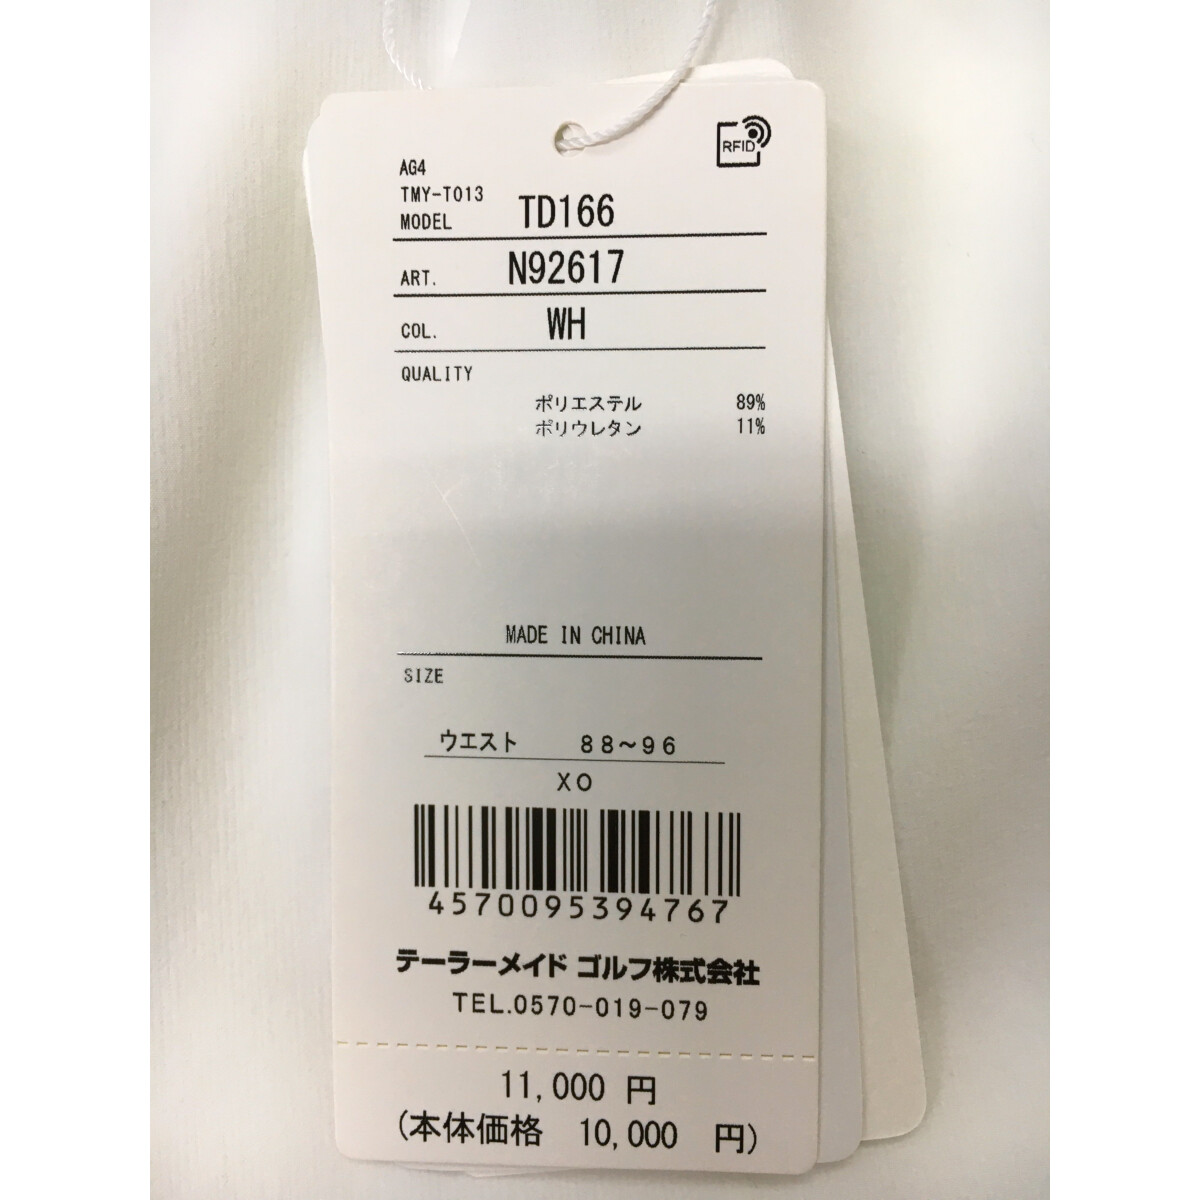 RFID
AG4
TMY-T013
MODEL TD166
ART. N92617
COL. WH
QUALITY
ポリエステル 89%
ポリウレタン 11%
MADE IN CHINA
SIZE
ウエスト 88~96
XO
4570095394767
テーラーメイド ゴルフ株式会社
TEL.0570-019-079
11,000 円
(本体価格 10,000 円)